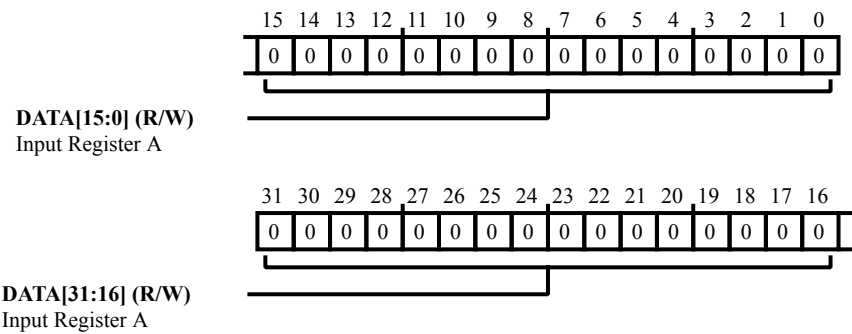 15 14 13 12 11 10 9 8 7 6 5 4 3 2 1 0
0 0 0 0 0 0 0 0 0 0 0 0 0 0 0 0
DATA[15:0] (R/W)
Input Register A
31 30 29 28 27 26 25 24 23 22 21 20 19 18 17 16
0 0 0 0 0 0 0 0 0 0 0 0 0 0 0 0
DATA[31:16] (R/W)
Input Register A